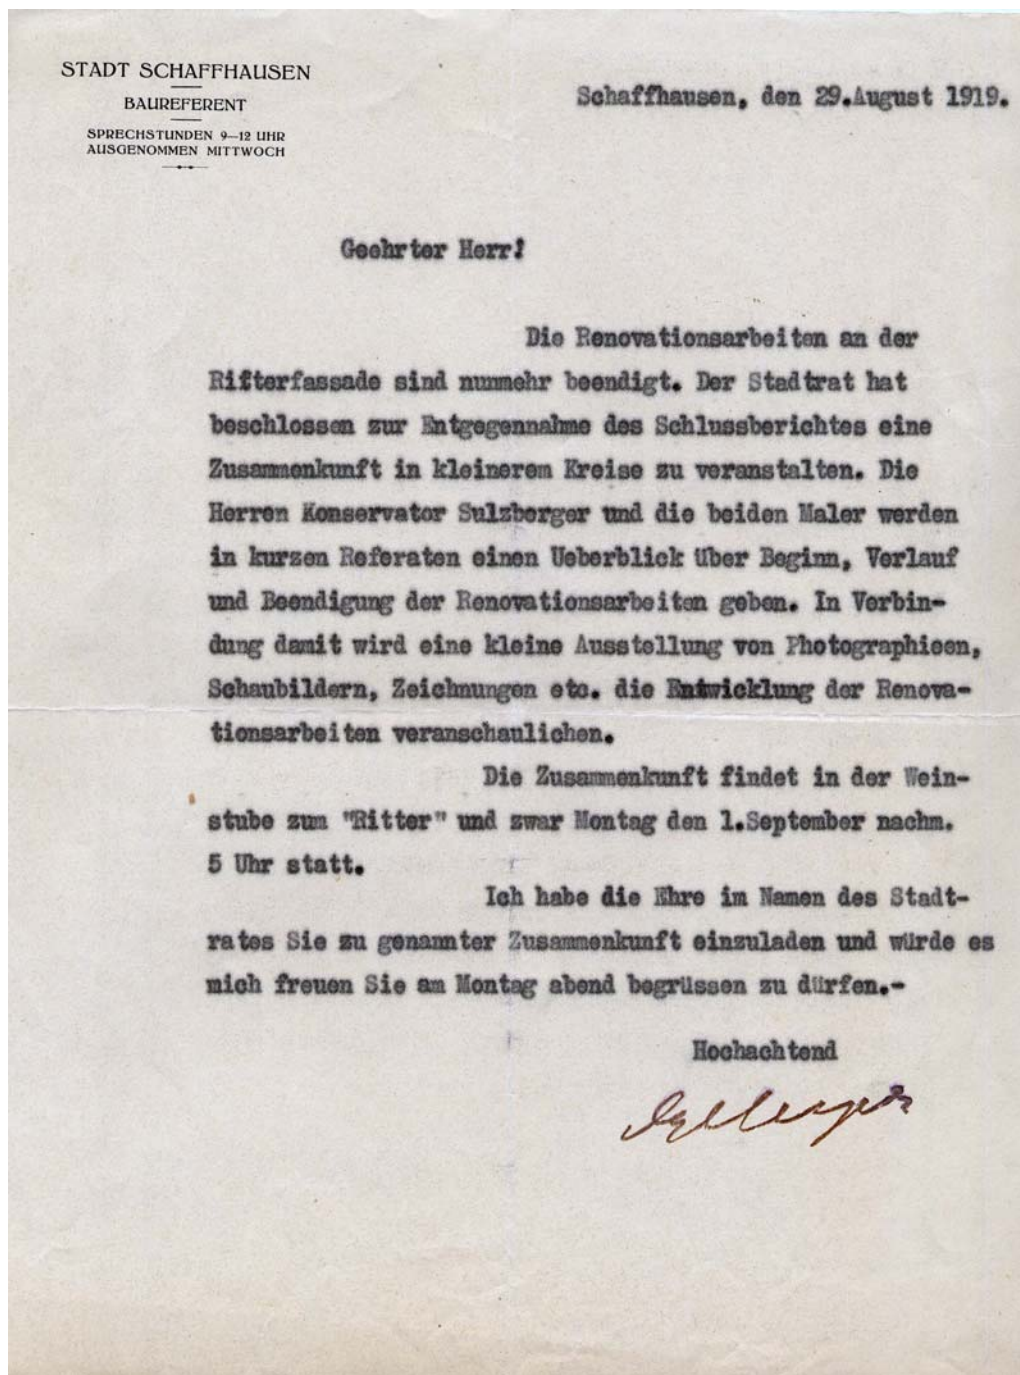 STADT SCHAFFHAUSEN
BAUREFERENT
SPRECHSTUNDEN 9—12 UHR
AUSGENOMMEN MITTWOCH
Schaffhausen, den 29.August 1919.
Geehrter Herr!
Die Renovationsarbeiten an der
Ritterfassade sind nunmehr beendigt. Der Stadtrat hat
beschlossen zur Entgegennahme des Schlussberichtes eine
Zusammenkunft in kleinerem Kreise zu veranstalten. Die
Herren Konservator Sulzberger und die beiden Maler werden
in kurzen Referaten einen Ueberblick über Beginn, Verlauf
und Beendigung der Renovationsarbeiten geben. In Verbin-
dung damit wird eine kleine Ausstellung von Photographieen,
Schaubildern, Zeichnungen etc. die Entwicklung der Renova-
tionsarbeiten veranschaulichen.
Die Zusammenkunft findet in der Wein-
stube zum "Ritter" und zwar Montag den 1.September nachm.
5 Uhr statt.
Ich habe die Ehre im Namen des Stadt-
rates Sie zu genannter Zusammenkunft einzuladen und würde es
mich freuen Sie am Montag abend begrüssen zu dürfen.-
Hochachtend